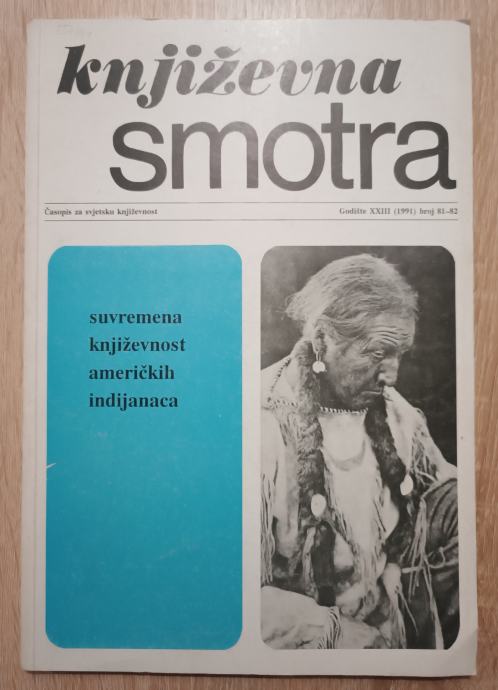 književna
smotra
Časopis za svjetsku književnost
Godište XXIII (1991) broj 81–82
suvremena
književnost
američkih
indijanaca